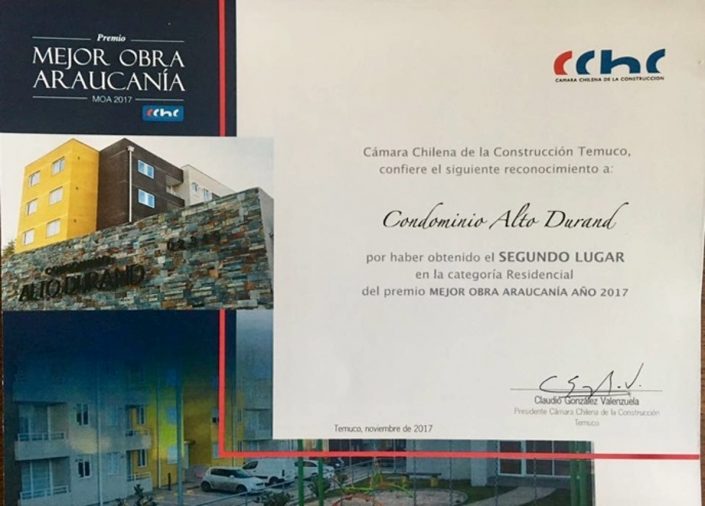 Premio
MEJOR OBRA
ARAUCANÍA
MOA 2017
cchc
cchc
CÁMARA CHILENA DE LA CONSTRUCCIÓN
Cámara Chilena de la Construcción Temuco,
confiere el siguiente reconocimiento a:
Condominio Alto Durand
por haber obtenido el SEGUNDO LUGAR
en la categoría Residencial
del premio MEJOR OBRA ARAUCANÍA AÑO 2017
CONDOMINIO
ALTO DURAND
Claudio González Valenzuela
Presidente Cámara Chilena de la Construcción
Temuco
Temuco, noviembre de 2017